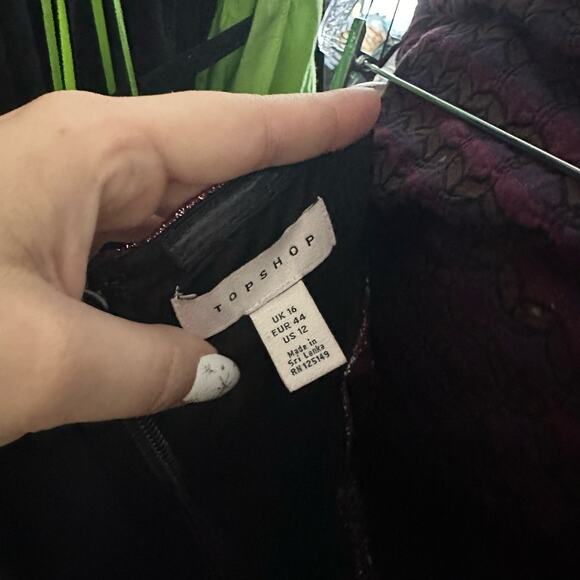 TOPSHOP
UK 16
EUR 44
US 12
Made in
Sri Lanka
RN 125149